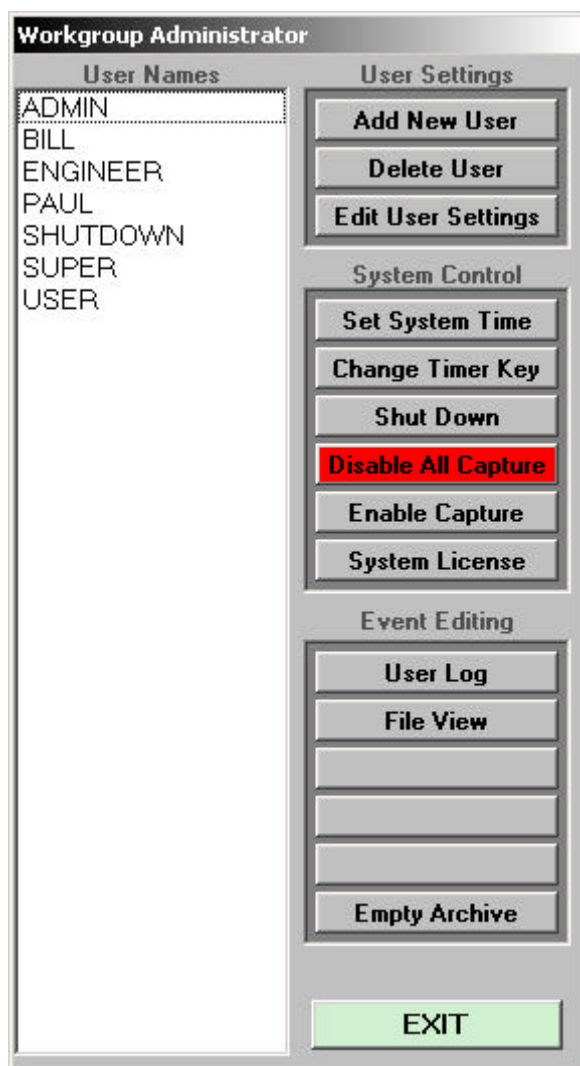 Workgroup Administrator
User Names
ADMIN
BILL
ENGINEER
PAUL
SHUTDOWN
SUPER
USER
User Settings
Add New User
Delete User
Edit User Settings
System Control
Set System Time
Change Timer Key
Shut Down
Disable All Capture
Enable Capture
System License
Event Editing
User Log
File View
Empty Archive
EXIT